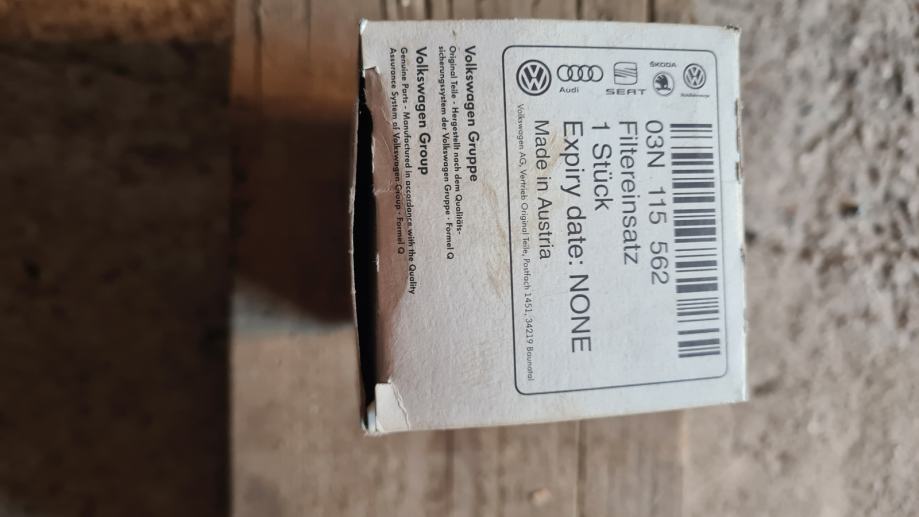 Audi
SEAT
ŠKODA
03N 115 562
Filtereinsatz
1 Stück
Expiry date: NONE
Made in Austria
Volkswagen AG, Vertrieb Original Teile, Postfach 1451, 34219 Baunatal
Volkswagen Gruppe
Original Teile - Hergestellt nach dem Qualitäts-
sicherungssystem der Volkswagen Gruppe - Formel Q
Volkswagen Group
Genuine Parts - Manufactured in accordance with the Quality
Assurance System of Volkswagen Group - Formel Q